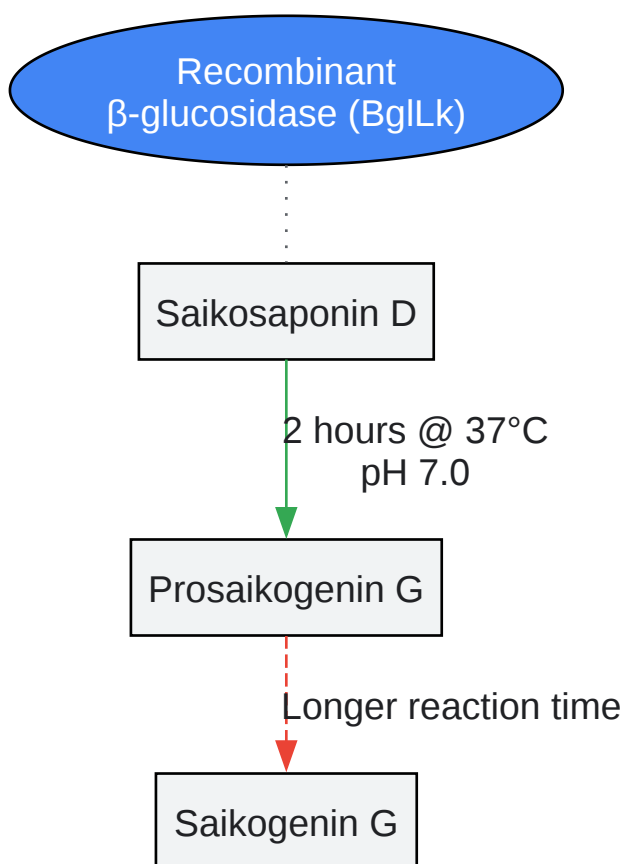 Recombinant
β-glucosidase (BglLk)
Saikosaponin D
2 hours @ 37°C
pH 7.0
Prosaikogenin G
Longer reaction time
Saikogenin G